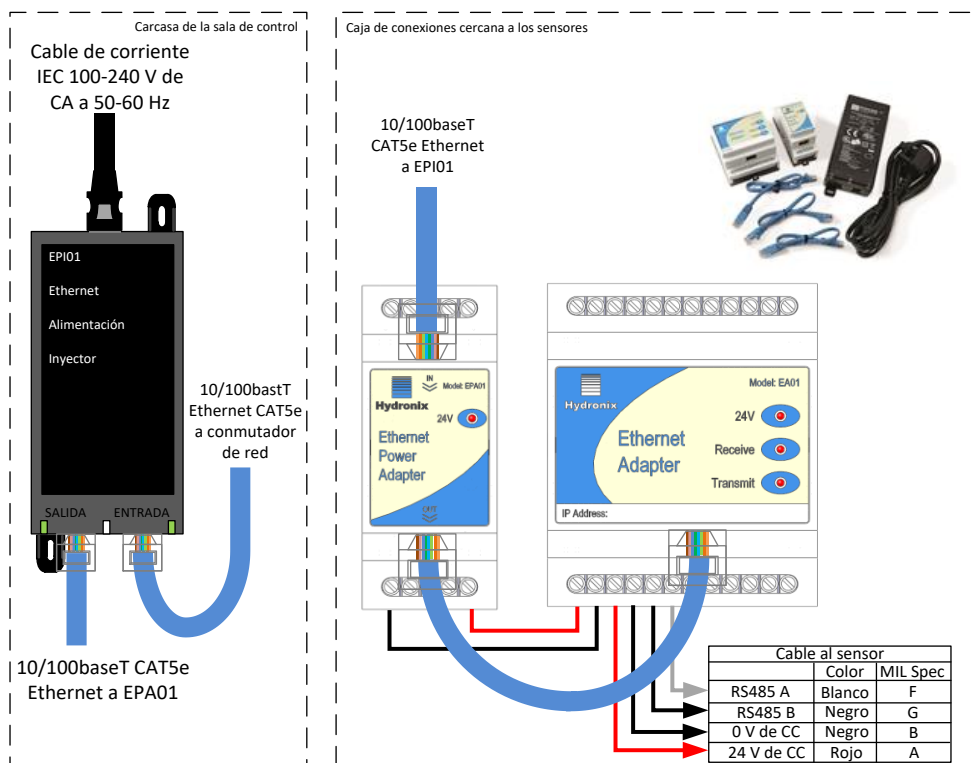 Carcasa de la sala de control
Cable de corriente
IEC 100-240 V de
CA a 50-60 Hz
EPI01
Ethernet
Alimentación
Inyector
SALIDA
ENTRADA
10/100bastT
Ethernet CAT5e
a conmutador
de red
10/100baseT CAT5e
Ethernet a EPA01
Caja de conexiones cercana a los sensores
10/100baseT
CAT5e Ethernet
a EPI01
IN
Model: EPA01
Hydronix
24V
Ethernet
Power
Adapter
OUT
Model: EA01
Hydronix
24V
Ethernet
Adapter
Receive
Transmit
IP Address:
Cable al sensor
Color MIL Spec
RS485 A Blanco F
RS485 B Negro G
0 V de CC Negro B
24 V de CC Rojo A